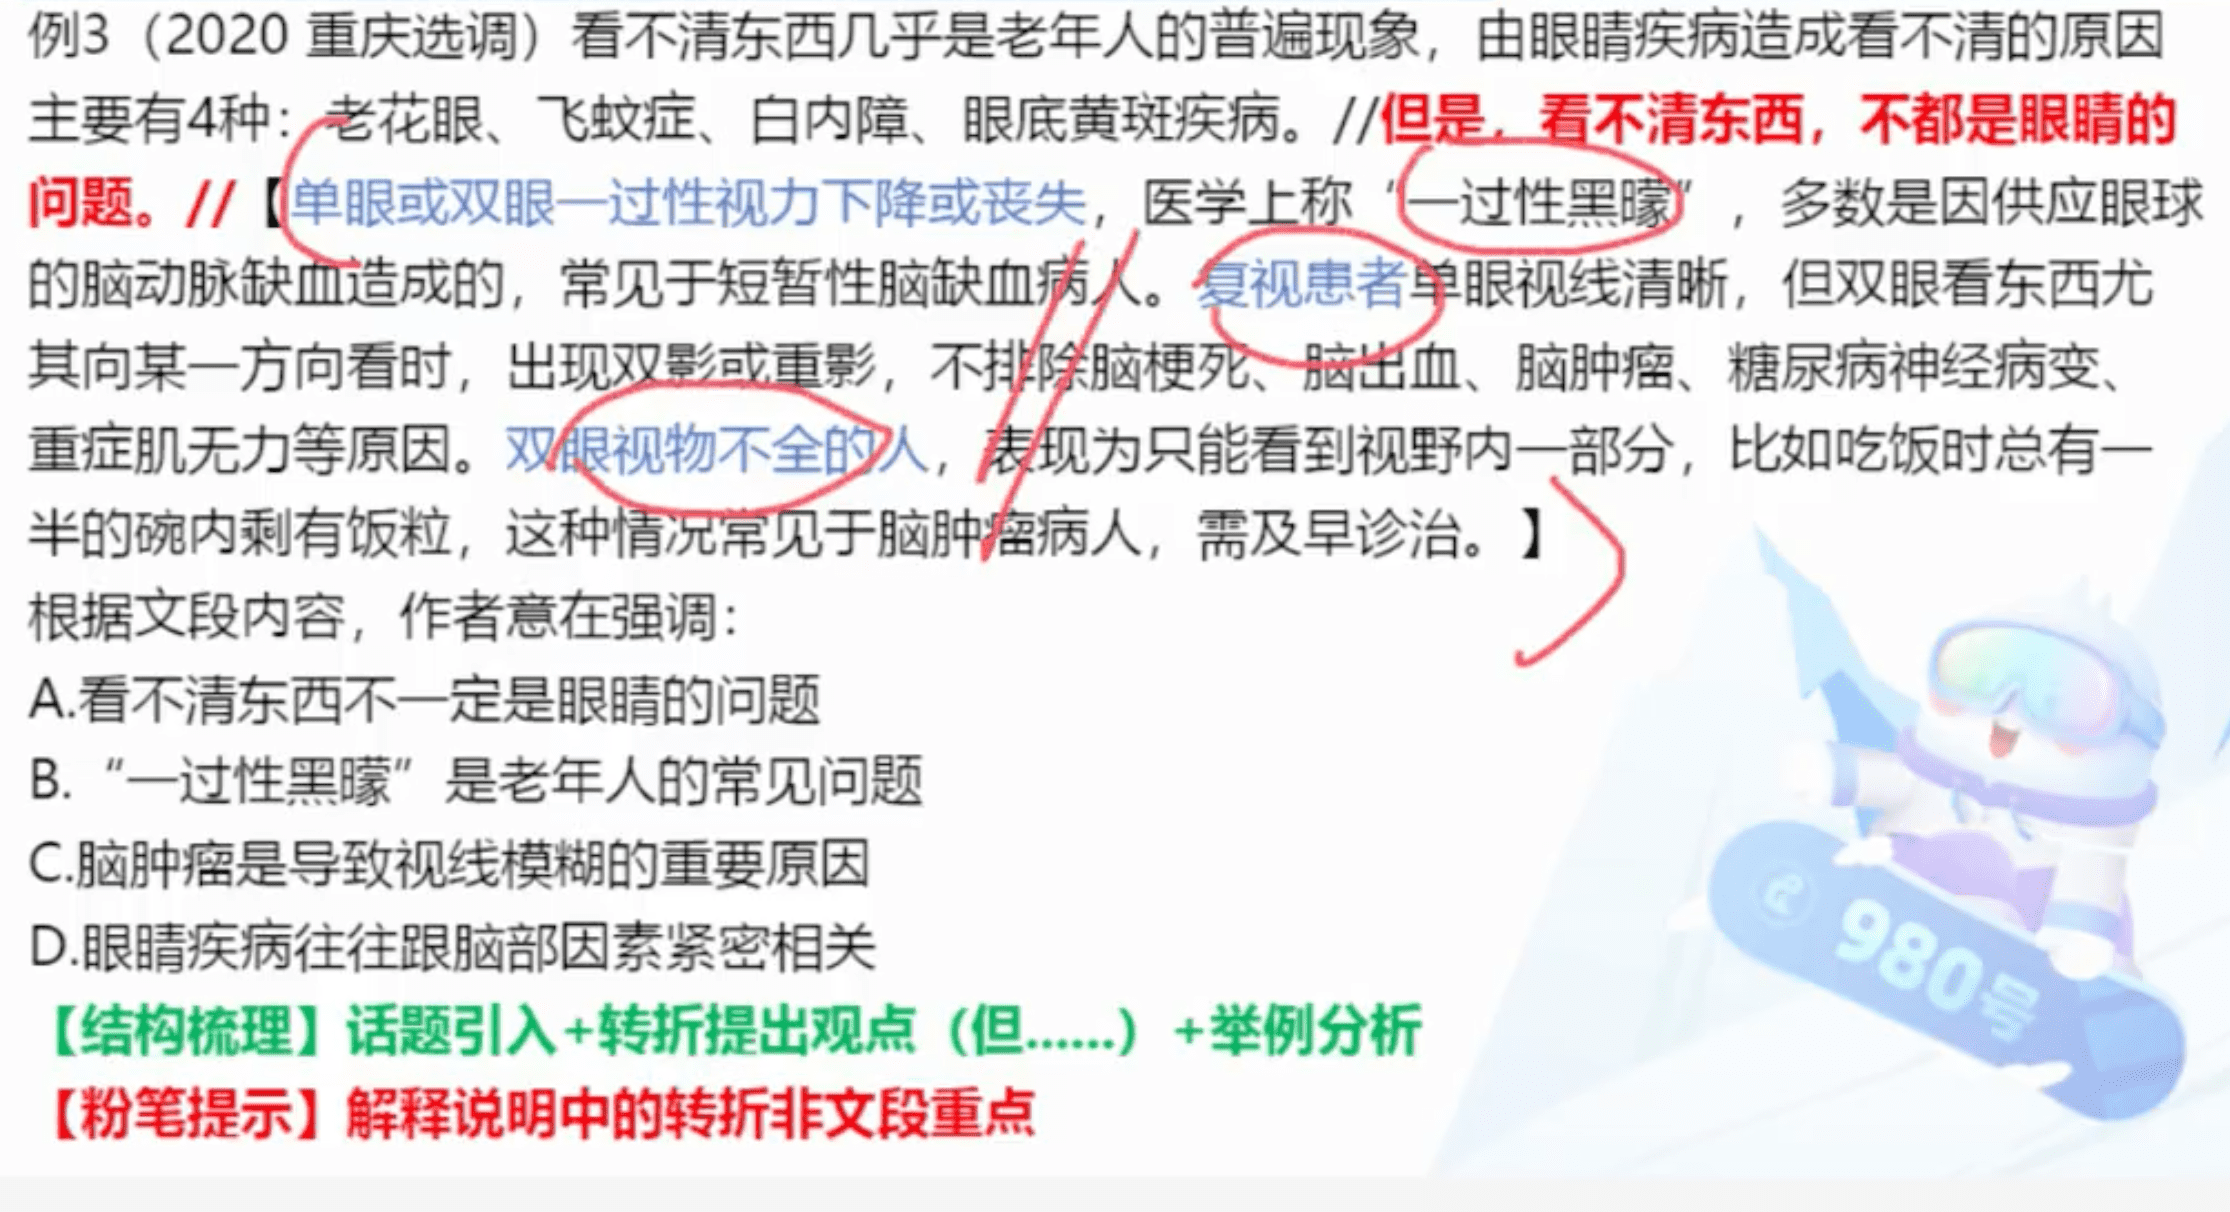 例3（2020 重庆选调）看不清东西几乎是老年人的普遍现象，由眼睛疾病造成看不清的原因
主要有4种：老花眼、飞蚊症、白内障、眼底黄斑疾病。//但是，看不清东西，不都是眼睛的
问题。//【单眼或双眼一过性视力下降或丧失，医学上称“一过性黑矇”，多数是因供应眼球
的脑动脉缺血造成的，常见于短暂性脑缺血病人。复视患者单眼视线清晰，但双眼看东西尤
其向某一方向看时，出现双影或重影，不排除脑梗死、脑出血、脑肿瘤、糖尿病神经病变、
重症肌无力等原因。双眼视物不全的人，表现为只能看到视野内一部分，比如吃饭时总有一
半的碗内剩有饭粒，这种情况常见于脑肿瘤病人，需及早诊治。】
根据文段内容，作者意在强调：
A.看不清东西不一定是眼睛的问题
B.“一过性黑矇”是老年人的常见问题
C.脑肿瘤是导致视线模糊的重要原因
D.眼睛疾病往往跟脑部因素紧密相关
980号
【结构梳理】话题引入+转折提出观点（但......）+举例分析
【粉笔提示】解释说明中的转折非文段重点